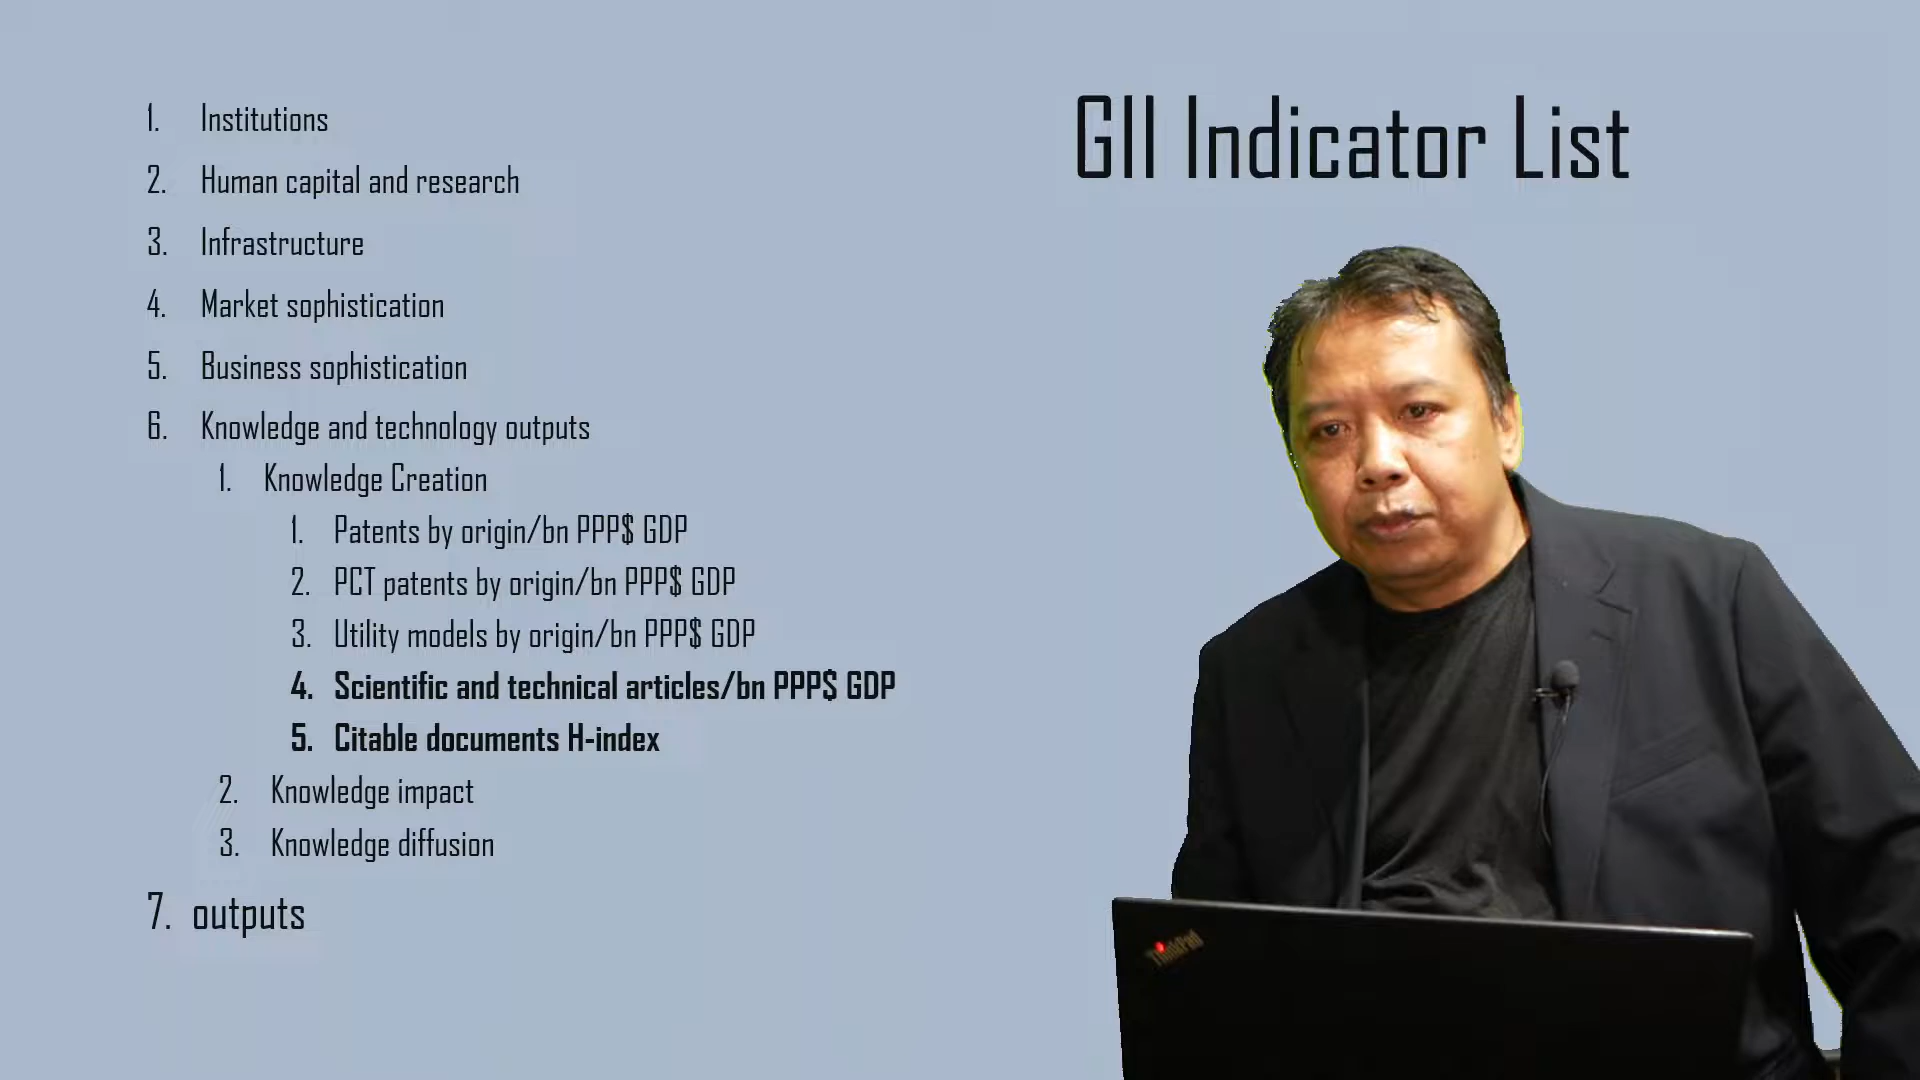 GII Indicator List
1. Institutions
2. Human capital and research
3. Infrastructure
4. Market sophistication
5. Business sophistication
6. Knowledge and technology outputs
1. Knowledge Creation
1. Patents by origin/bn PPP$ GDP
2. PCT patents by origin/bn PPP$ GDP
3. Utility models by origin/bn PPP$ GDP
4. Scientific and technical articles/bn PPP$ GDP
5. Citable documents H-index
2. Knowledge impact
3. Knowledge diffusion
7. outputs
ThinkPad